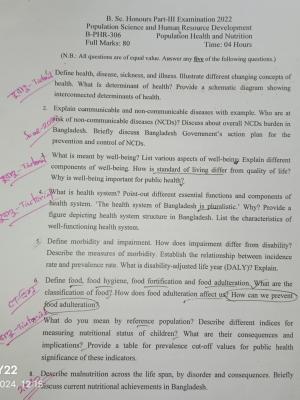 B. Sc. Honours Part-III Examination 2022
Population Science and Human Resource Development
B-PHR-306 Population Health and Nutrition
Full Marks: 80 Time: 04 Hours
(N.B.: All questions are of equal value. Answer any five of the following questions.)
Define health, disease, sickness, and illness. Illustrate different changing concepts of
health. What is determinant of health? Provide a schematic diagram showing
interconnected determinants of health.
2. Explain communicable and non-communicable diseases with example. Who are at
risk of non-communicable diseases (NCDs)? Discuss about overall NCDs burden in
Bangladesh. Briefly discuss Bangladesh Government's action plan for the
prevention and control of NCDs.
What is meant by well-being? List various aspects of well-being. Explain different
components of well-being. How is standard of living differ from quality of life?
Why is well-being important for public health?
What is health system? Point-out different essential functions and components of
health system. 'The health system of Bangladesh is pluralistic.' Why? Provide a
figure depicting health system structure in Bangladesh. List the characteristics of
well-functioning health system.
5. Define morbidity and impairment. How does impairment differ from disability?
Describe the measures of morbidity. Establish the relationship between incidence
rate and prevalence rate. What is disability-adjusted life year (DALY)? Explain.
6. Define food, food hygiene, food fortification and food adulteration. What are the
classification of food? How does food adulteration affect us? How can we prevent
food adulteration?
What do you mean by reference population? Describe different indices for
measuring nutritional status of children? What are their consequences and
implications? Provide a table for prevalence cut-off values for public health
significance of these indicators.
8. Describe malnutrition across the life span, by disorder and consequences. Briefly
discuss current nutritional achievements in Bangladesh.
Y22
2024, 12:15